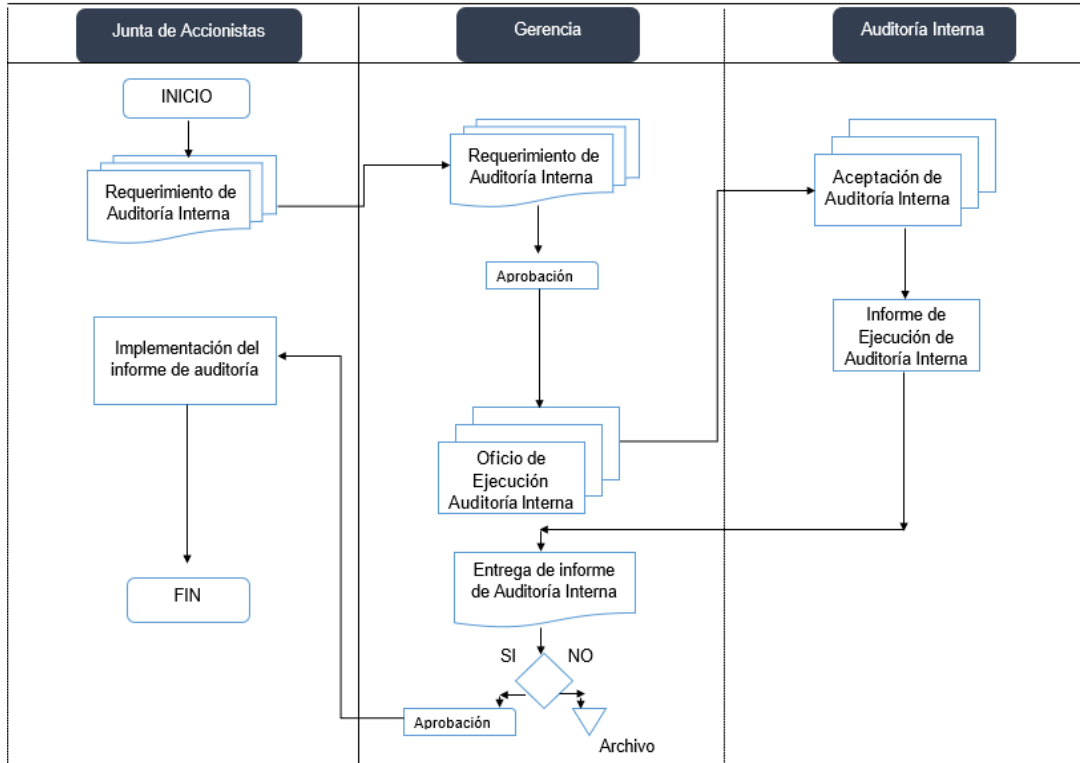 Junta de Accionistas
Gerencia
Auditoría Interna
INICIO
Requerimiento de
Auditoría Interna
Requerimiento de
Auditoría Interna
Aceptación de
Auditoría Interna
Aprobación
Implementación del
informe de auditoría
Informe de
Ejecución de
Auditoría Interna
Oficio de
Ejecución
Auditoría Interna
Entrega de informe
de Auditoría Interna
FIN
SI
NO
Aprobación
Archivo